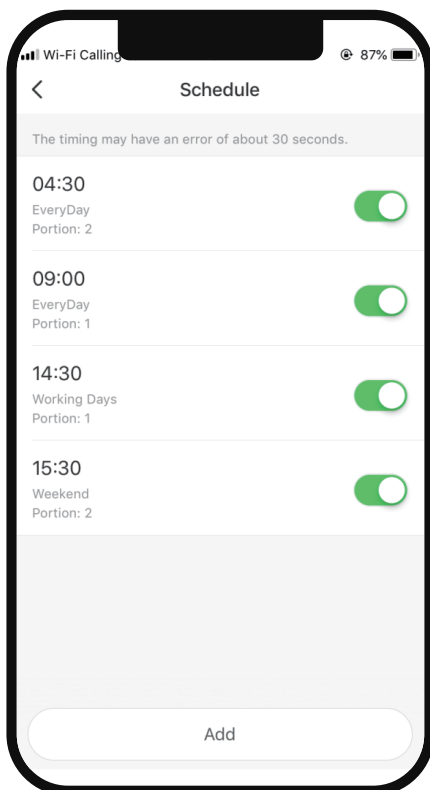 Wi-Fi Calling
87%
Schedule
The timing may have an error of about 30 seconds.
04:30
EveryDay
Portion: 2
09:00
EveryDay
Portion: 1
14:30
Working Days
Portion: 1
15:30
Weekend
Portion: 2
Add